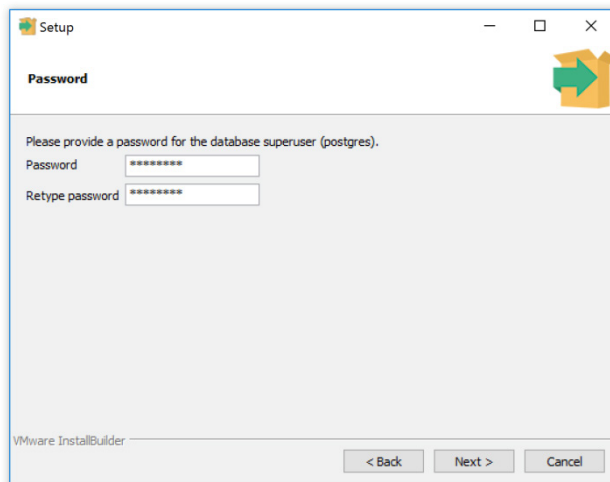 Setup
Password
Please provide a password for the database superuser (postgres).
Password ********
Retype password ********
VMware InstallBuilder
< Back Next > Cancel